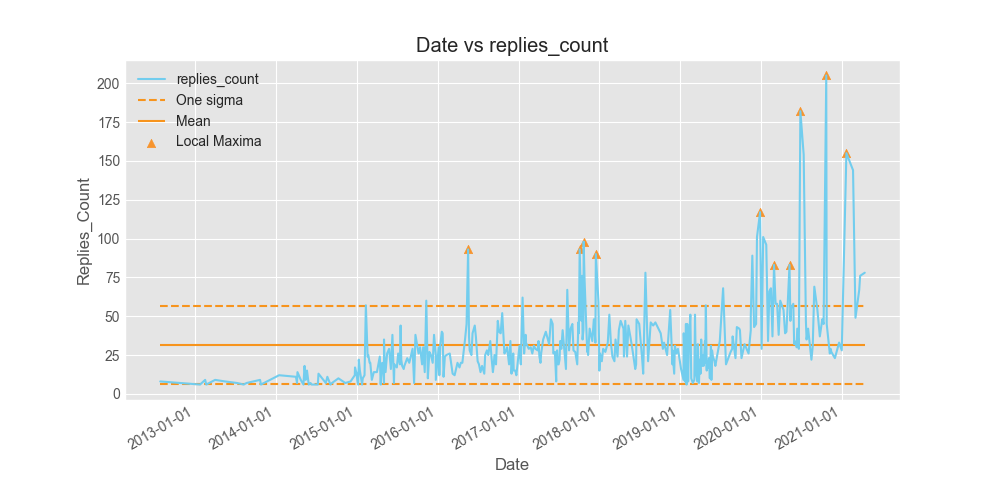 Date vs replies_count
replies_count
One sigma
Mean
Local Maxima
Replies_Count
200
175
150
125
100
75
50
25
0
2013-01-01
2014-01-01
2015-01-01
2016-01-01
2017-01-01
2018-01-01
2019-01-01
2020-01-01
2021-01-01
Date